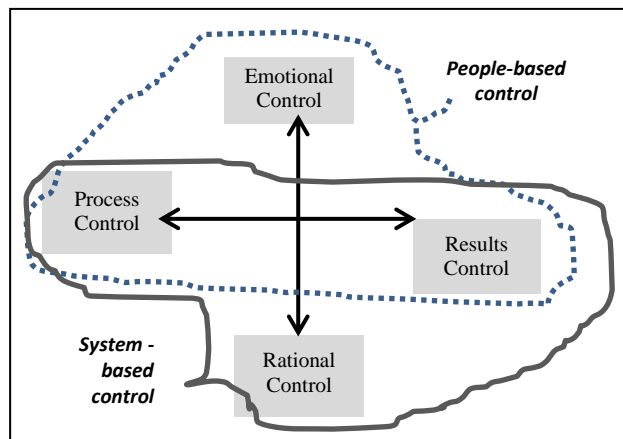 Emotional
Control
People-based
control
Process
Control
Results
Control
System -
based
control
Rational
Control